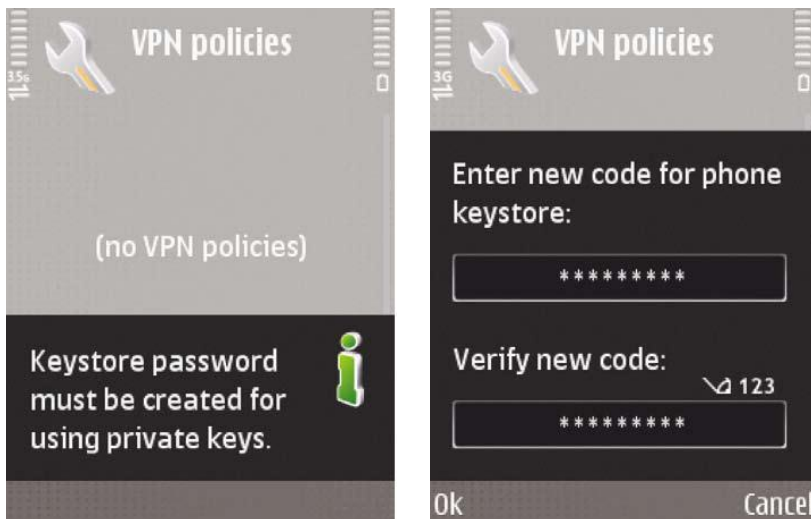 VPN policies
3.5G
(no VPN policies)
Keystore password
must be created for
using private keys.
VPN policies
3G
Enter new code for phone
keystore:
*********
Verify new code:
123
*********
Ok
Cancel